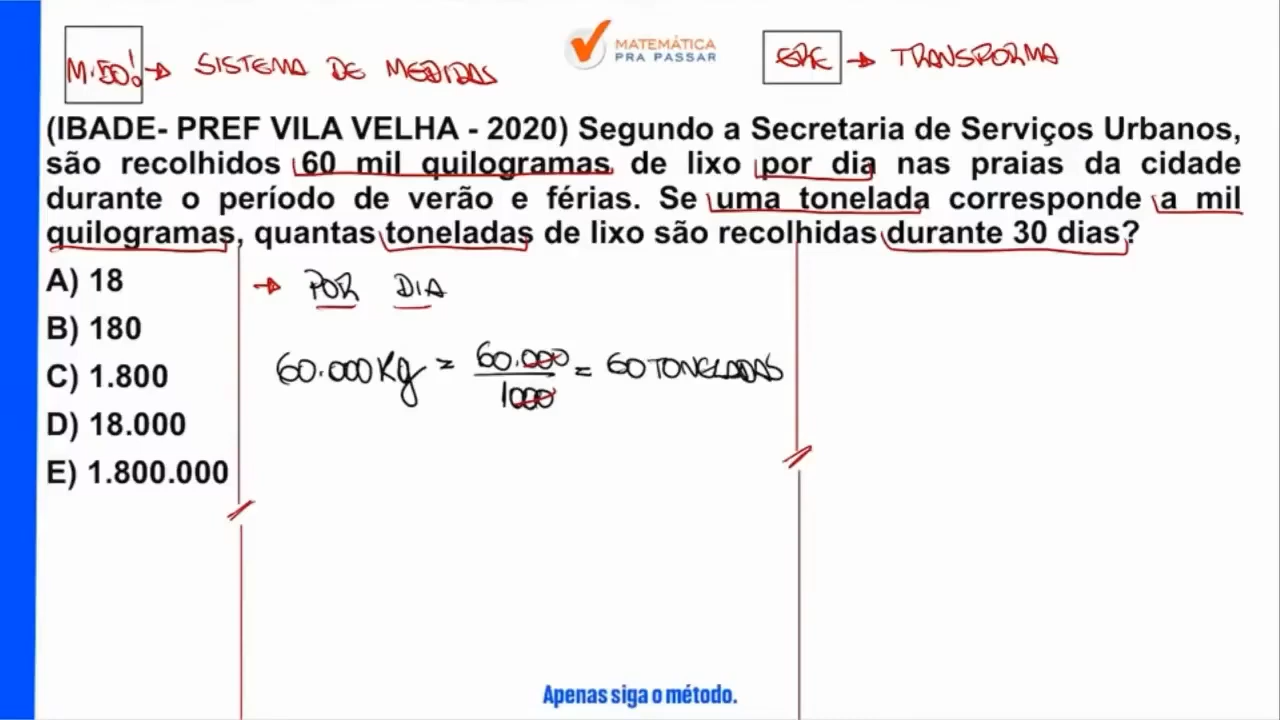 M.50! → SISTEMA DE MEDIDAS
MATEMÁTICA
PRA PASSAR
→ TRANSFORMA
(IBADE- PREF VILA VELHA - 2020) Segundo a Secretaria de Serviços Urbanos,
são recolhidos 60 mil quilogramas de lixo por dia nas praias da cidade
durante o período de verão e férias. Se uma tonelada corresponde a mil
quilogramas, quantas toneladas de lixo são recolhidas durante 30 dias?
A) 18
B) 180
C) 1.800
D) 18.000
E) 1.800.000
→ POR DIA
60.000Kg = 60.000 = 60 TONELADAS
1000
Apenas siga o método.